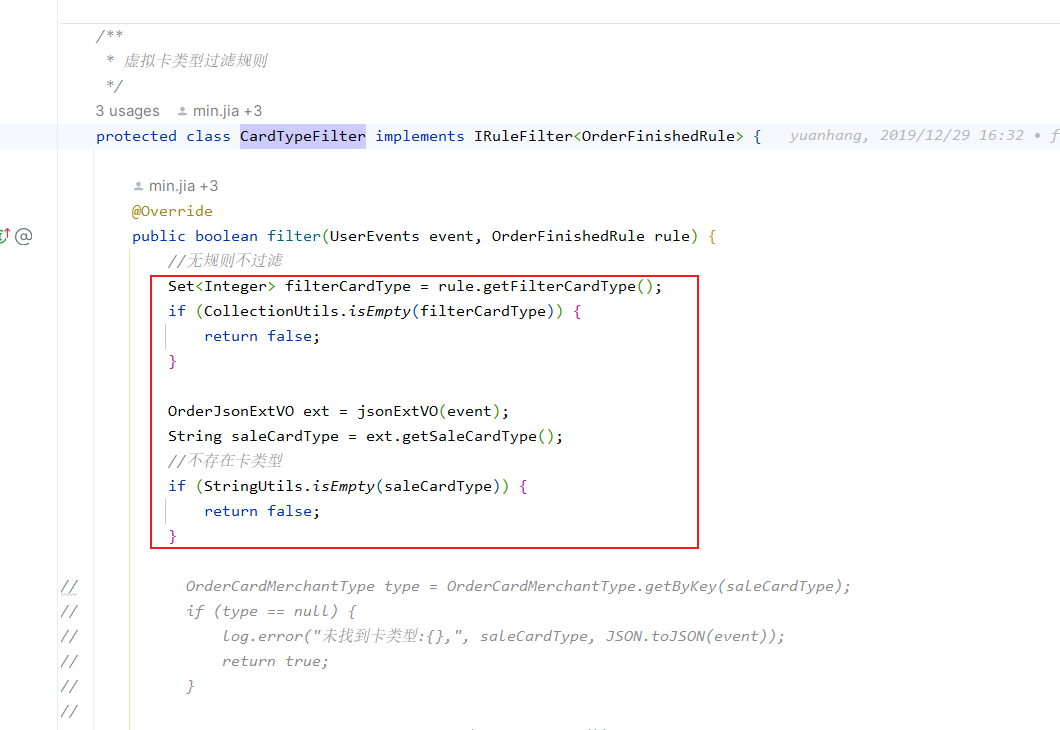 /**
 * 虚拟卡类型过滤规则
 */
3 usages min.jia +3
protected class CardTypeFilter implements IRuleFilter<OrderFinishedRule> { yuanhang, 2019/12/29 16:32 • f
min.jia +3
@Override
public boolean filter(UserEvents event, OrderFinishedRule rule) {
//无规则不过滤
Set<Integer> filterCardType = rule.getFilterCardType();
if (CollectionUtils.isEmpty(filterCardType)) {
return false;
}
OrderJsonExtVO ext = jsonExtVO(event);
String saleCardType = ext.getSaleCardType();
//不存在卡类型
if (StringUtils.isEmpty(saleCardType)) {
return false;
}
// OrderCardMerchantType type = OrderCardMerchantType.getByKey(saleCardType);
// if (type == null) {
// log.error("未找到卡类型:{},", saleCardType, JSON.toJSON(event));
// return true;
// }
//